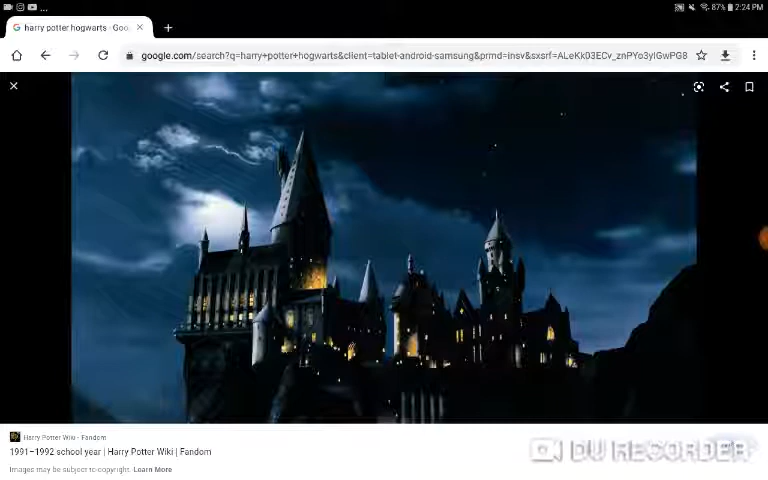 87% 2:24 PM
harry potter hogwarts - Goo
google.com/search?q=harry+potter+hogwarts&client=tablet-android-samsung&prmd=insv&sxsrf=ALeKk03ECv_znPYo3yIGwPG8
Harry Potter Wiki - Fandom
1991–1992 school year | Harry Potter Wiki | Fandom
Images may be subject to copyright. Learn More
DU RECORDER